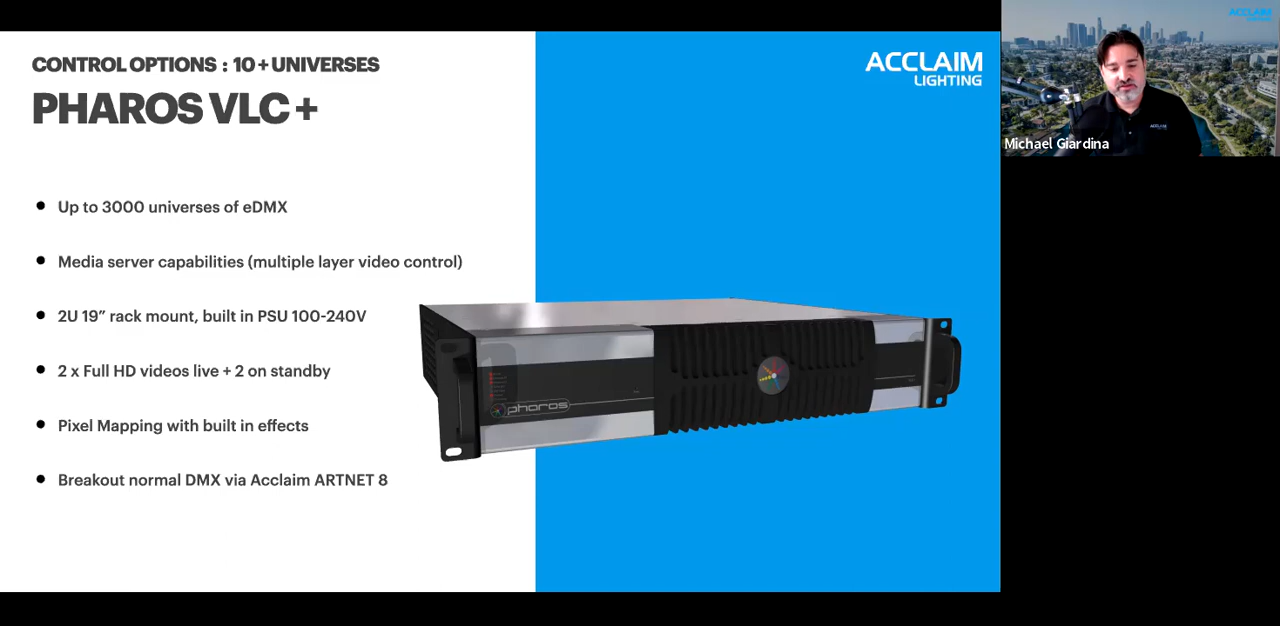 CONTROL OPTIONS : 10 + UNIVERSES
PHAROS VLC +
ACCLAIM
LIGHTING
• Up to 3000 universes of eDMX
• Media server capabilities (multiple layer video control)
• 2U 19” rack mount, built in PSU 100-240V
• 2 x Full HD videos live + 2 on standby
• Pixel Mapping with built in effects
• Breakout normal DMX via Acclaim ARTNET 8
pharos
ACCLAIM
ACCLAIM
Michael Giardina